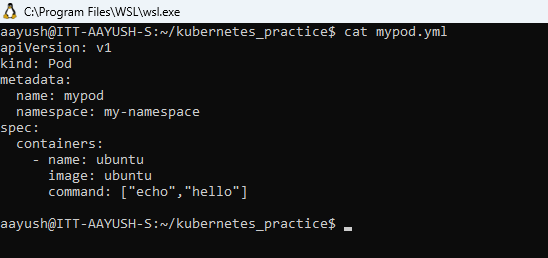 C:\Program Files\WSL\wsl.exe
aayush@ITT-AAYUSH-S:~/kubernetes_practice$ cat mypod.yml
apiVersion: v1
kind: Pod
metadata:
  name: mypod
  namespace: my-namespace
spec:
  containers:
    - name: ubuntu
      image: ubuntu
      command: ["echo","hello"]
aayush@ITT-AAYUSH-S:~/kubernetes_practice$